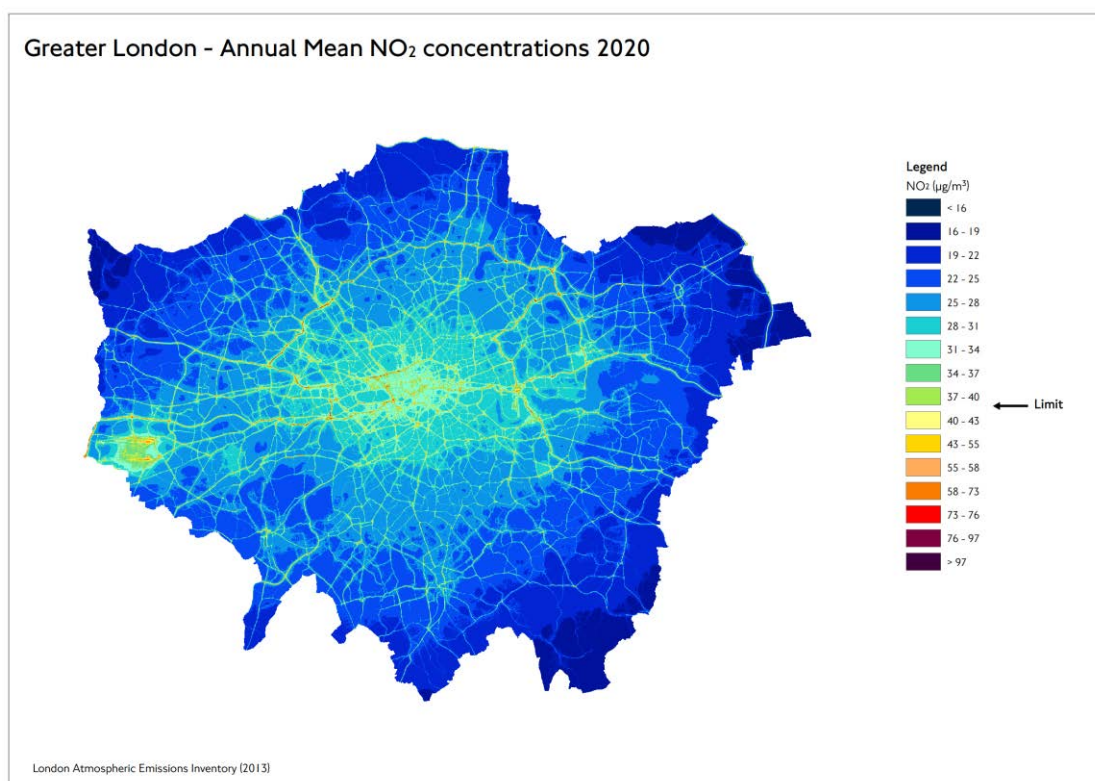 Greater London - Annual Mean NO₂ concentrations 2020
Legend
NO₂ (µg/m³)
< 16
16 - 19
19 - 22
22 - 25
25 - 28
28 - 31
31 - 34
34 - 37
37 - 40
Limit
40 - 43
43 - 55
55 - 58
58 - 73
73 - 76
76 - 97
> 97
London Atmospheric Emissions Inventory (2013)